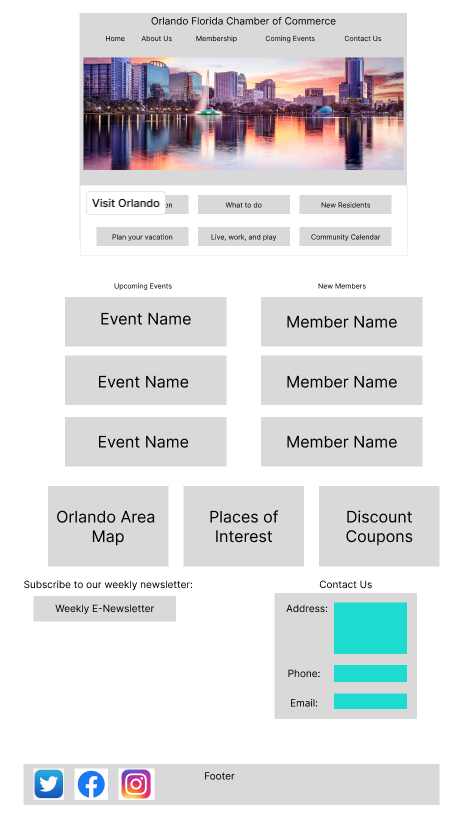 Orlando Florida Chamber of Commerce
Home About Us Membership Coming Events Contact Us
Visit Orlando on What to do New Residents
Plan your vacation Live, work, and play Community Calendar
Upcoming Events New Members
Event Name Member Name
Event Name Member Name
Event Name Member Name
Orlando Area
Map
Places of
Interest
Discount
Coupons
Subscribe to our weekly newsletter:
Weekly E-Newsletter
Contact Us
Address:
Phone:
Email:
Footer